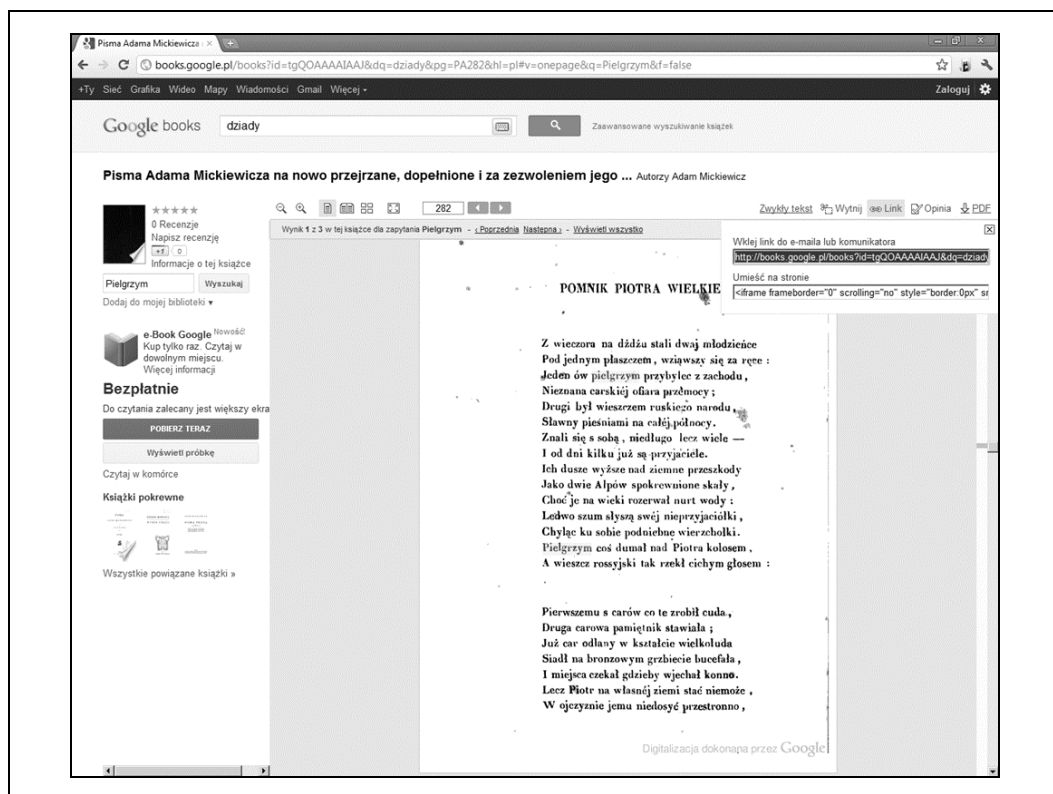 Pisma Adama Mickiewicza :
books.google.pl/books?id=tgQOAAAAIAAJ&dq=dziady&pg=PA282&hl=pl#v=onepage&q=Pielgrzym&f=false
+Ty Sieć Grafika Wideo Mapy Wiadomości Gmail Więcej Zaloguj
Google books dziady Zaawansowane wyszukiwanie książek
Pisma Adama Mickiewicza na nowo przejrzane, dopełnione i za zezwoleniem jego ... Autorzy Adam Mickiewicz
0 Recenzje
Napisz recenzję
+1 0
Informacje o tej książce
Pielgrzym Wyszukaj
Dodaj do mojej biblioteki ▾
e-Book Google Nowość!
Kup tylko raz. Czytaj w
dowolnym miejscu.
Więcej informacji
Bezpłatnie
Do czytania zalecany jest większy ekra
POBIERZ TERAZ
Wyświetl próbkę
Czytaj w komórce
Książki pokrewne
Wszystkie powiązane książki »
282 Zwykły tekst Wytnij Link Opinia PDF
Wynik 1 z 3 w tej książce dla zapytania Pielgrzym - ‹ Poprzednia Następna › - Wyświetl wszystko
Wklej link do e-maila lub komunikatora
http://books.google.pl/books?id=tgQOAAAAIAAJ&dq=dziady
Umieść na stronie
<iframe frameborder="0" scrolling="no" style="border:0px" sr
POMNIK PIOTRA WIELKIE
Z wieczora na dżdżu stali dwaj młodzieńce
Pod jednym płaszczem, wziąwszy się za ręce :
Jeden ów pielgrzym przybylec z zachodu,
Nieznana carskiéj ofiara przemocy ;
Drugi był wieszczem ruskiego narodu,
Sławny pieśniami na całéj północy.
Znali się s sobą, niedługo lecz wiele —
I od dni kilku już są przyjaciele.
Ich dusze wyższe nad ziemne przeszkody
Jako dwie Alpów spokrewnione skały,
Choć je na wieki rozerwał nurt wody :
Ledwo szum słyszą swéj nieprzyjaciółki,
Chyląc ku sobie podniebne wierzchołki.
Pielgrzym coś dumał nad Piotra kolosem,
A wieszcz rossyjski tak rzekł cichym głosem :
Pierwszemu s carów co te zrobił cuda,
Druga carowa pamiętnik stawiała ;
Już car odlany w kształcie wielkoluda
Siadł na bronzowym grzbiecie bucefała,
I miejsca czekał gdzieby wjechał konno.
Lecz Piotr na własnéj ziemi stać niemoże,
W ojczyznie jemu niedosyć przestronno,
Digitalizacja dokonana przez Google